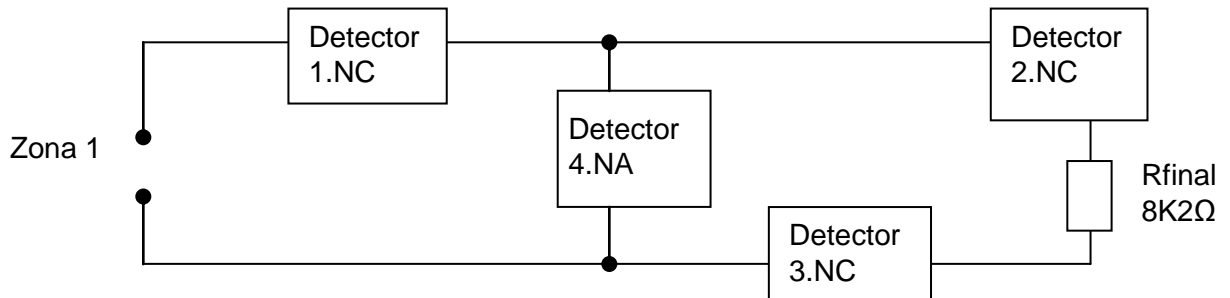 Detector
1.NC
Detector
2.NC
Detector
4.NA
Zona 1
Rfinal
8K2Ω
Detector
3.NC